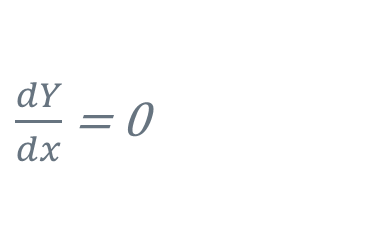 dY/dx = 0